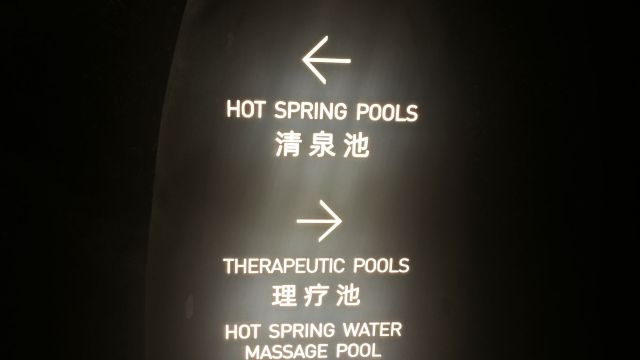 HOT SPRING POOLS
清泉池
THERAPEUTIC POOLS
理疗池
HOT SPRING WATER
MASSAGE POOL